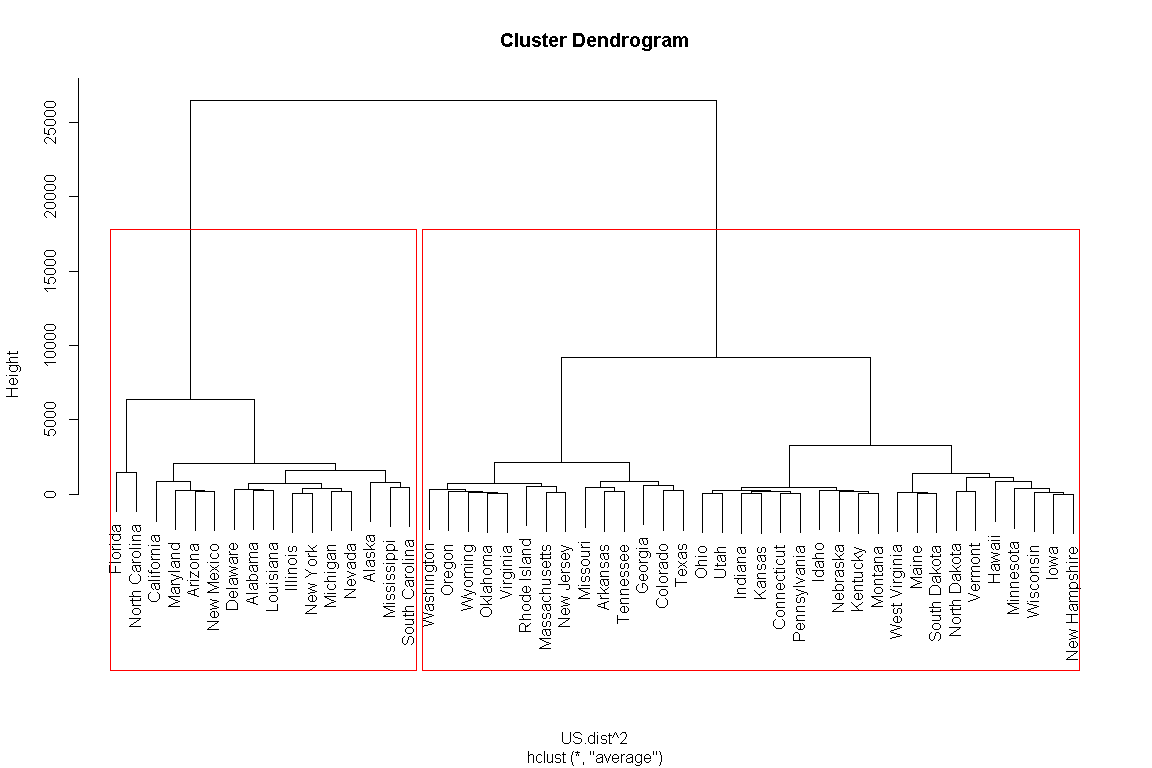 Cluster Dendrogram
Height
25000
20000
15000
10000
5000
0
Florida
North Carolina
California
Maryland
Arizona
New Mexico
Delaware
Alabama
Louisiana
Illinois
New York
Michigan
Nevada
Alaska
Mississippi
South Carolina
Washington
Oregon
Wyoming
Oklahoma
Virginia
Rhode Island
Massachusetts
New Jersey
Missouri
Arkansas
Tennessee
Georgia
Colorado
Texas
Ohio
Utah
Indiana
Kansas
Connecticut
Pennsylvania
Idaho
Nebraska
Kentucky
Montana
West Virginia
Maine
South Dakota
North Dakota
Vermont
Hawaii
Minnesota
Wisconsin
Iowa
New Hampshire
US.dist^2
hclust (*, "average")